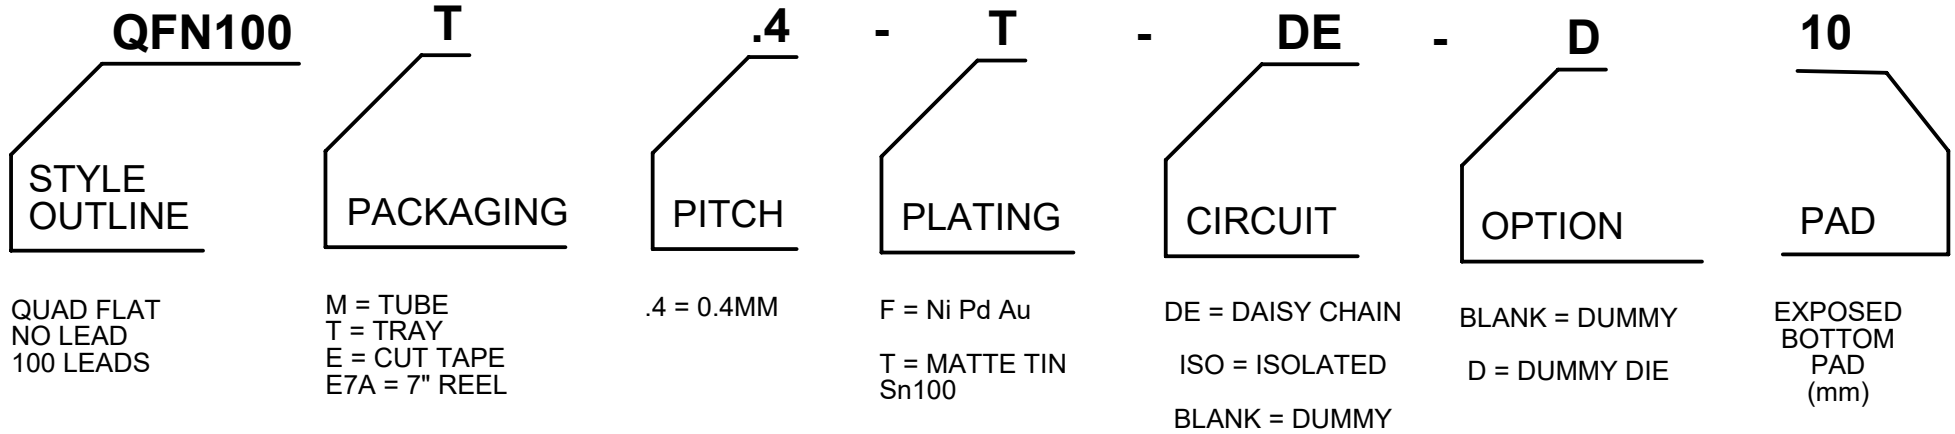 QFN100 T .4 - T - DE - D 10
STYLE
OUTLINE
PACKAGING
PITCH
PLATING
CIRCUIT
OPTION
PAD
QUAD FLAT
NO LEAD
100 LEADS
M = TUBE
T = TRAY
E = CUT TAPE
E7A = 7" REEL
.4 = 0.4MM
F = Ni Pd Au
T = MATTE TIN
Sn100
DE = DAISY CHAIN
ISO = ISOLATED
BLANK = DUMMY
BLANK = DUMMY
D = DUMMY DIE
EXPOSED
BOTTOM
PAD
(mm)